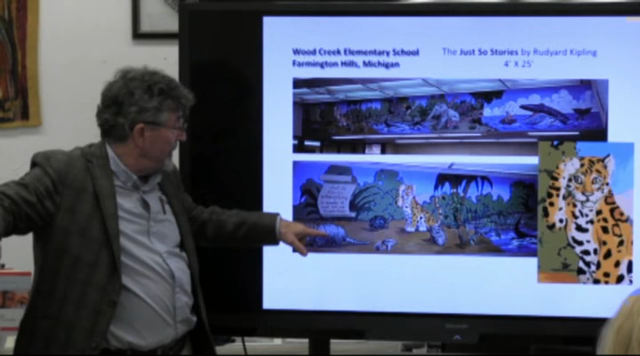 Wood Creek Elementary School
Farmington Hills, Michigan
The Just So Stories by Rudyard Kipling
4' X 25'